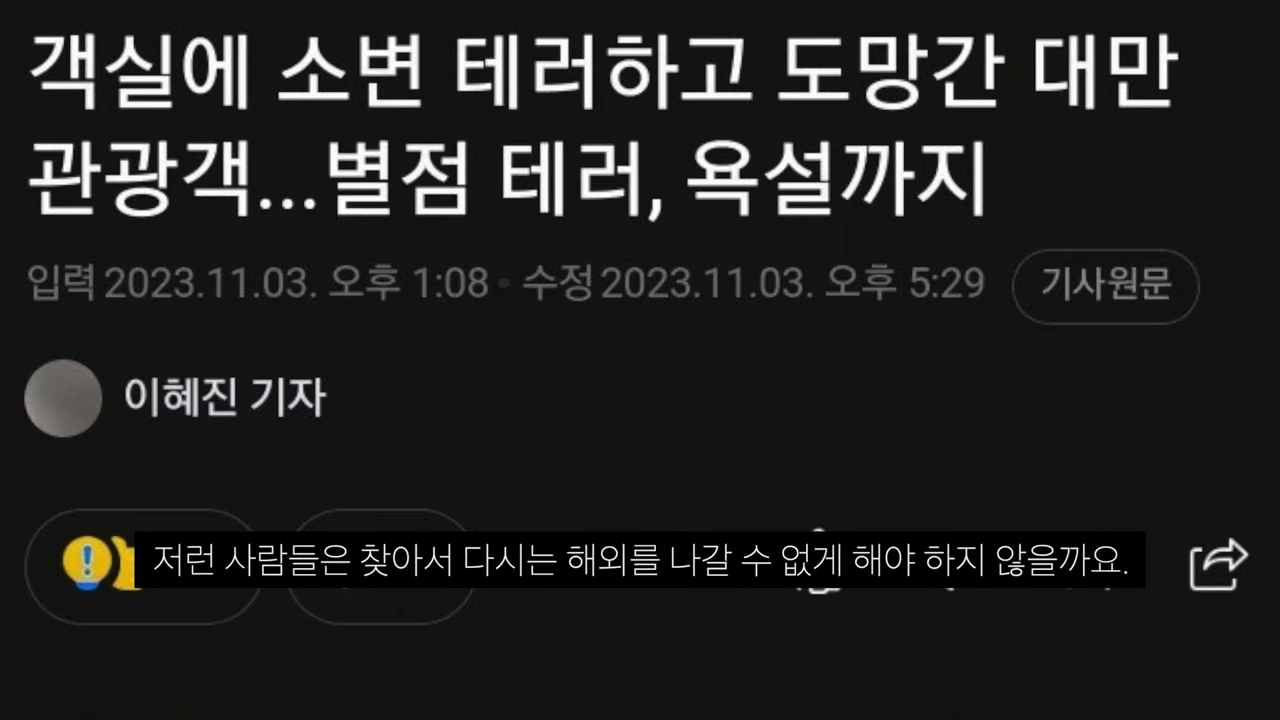 객실에 소변 테러하고 도망간 대만
관광객...별점 테러, 욕설까지
입력 2023.11.03. 오후 1:08 · 수정 2023.11.03. 오후 5:29 기사원문
이혜진 기자
저런 사람들은 찾아서 다시는 해외를 나갈 수 없게 해야 하지 않을까요.